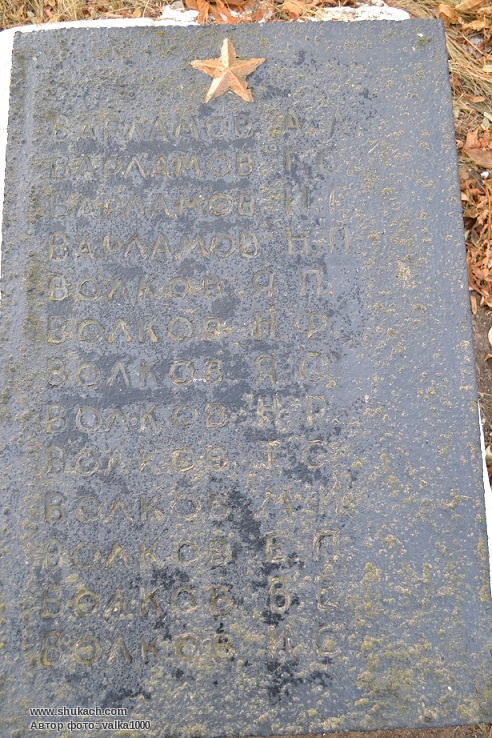 ВАРЛАМОВ А.
ВАРЛАМОВ
ВАРЛАМОВ
ВАРЛАМОВ Н П
ВОЛКОВ Я П.
ВОЛКОВ
ВОЛКОВ Я С
ВОЛКОВ Н Р
ВОЛКОВ Г С
ВОЛКОВ
ВОЛКОВ Е П
ВОЛКОВ В С
ВОЛКОВ И С
www.shukach.com
Автор фото: valka1000